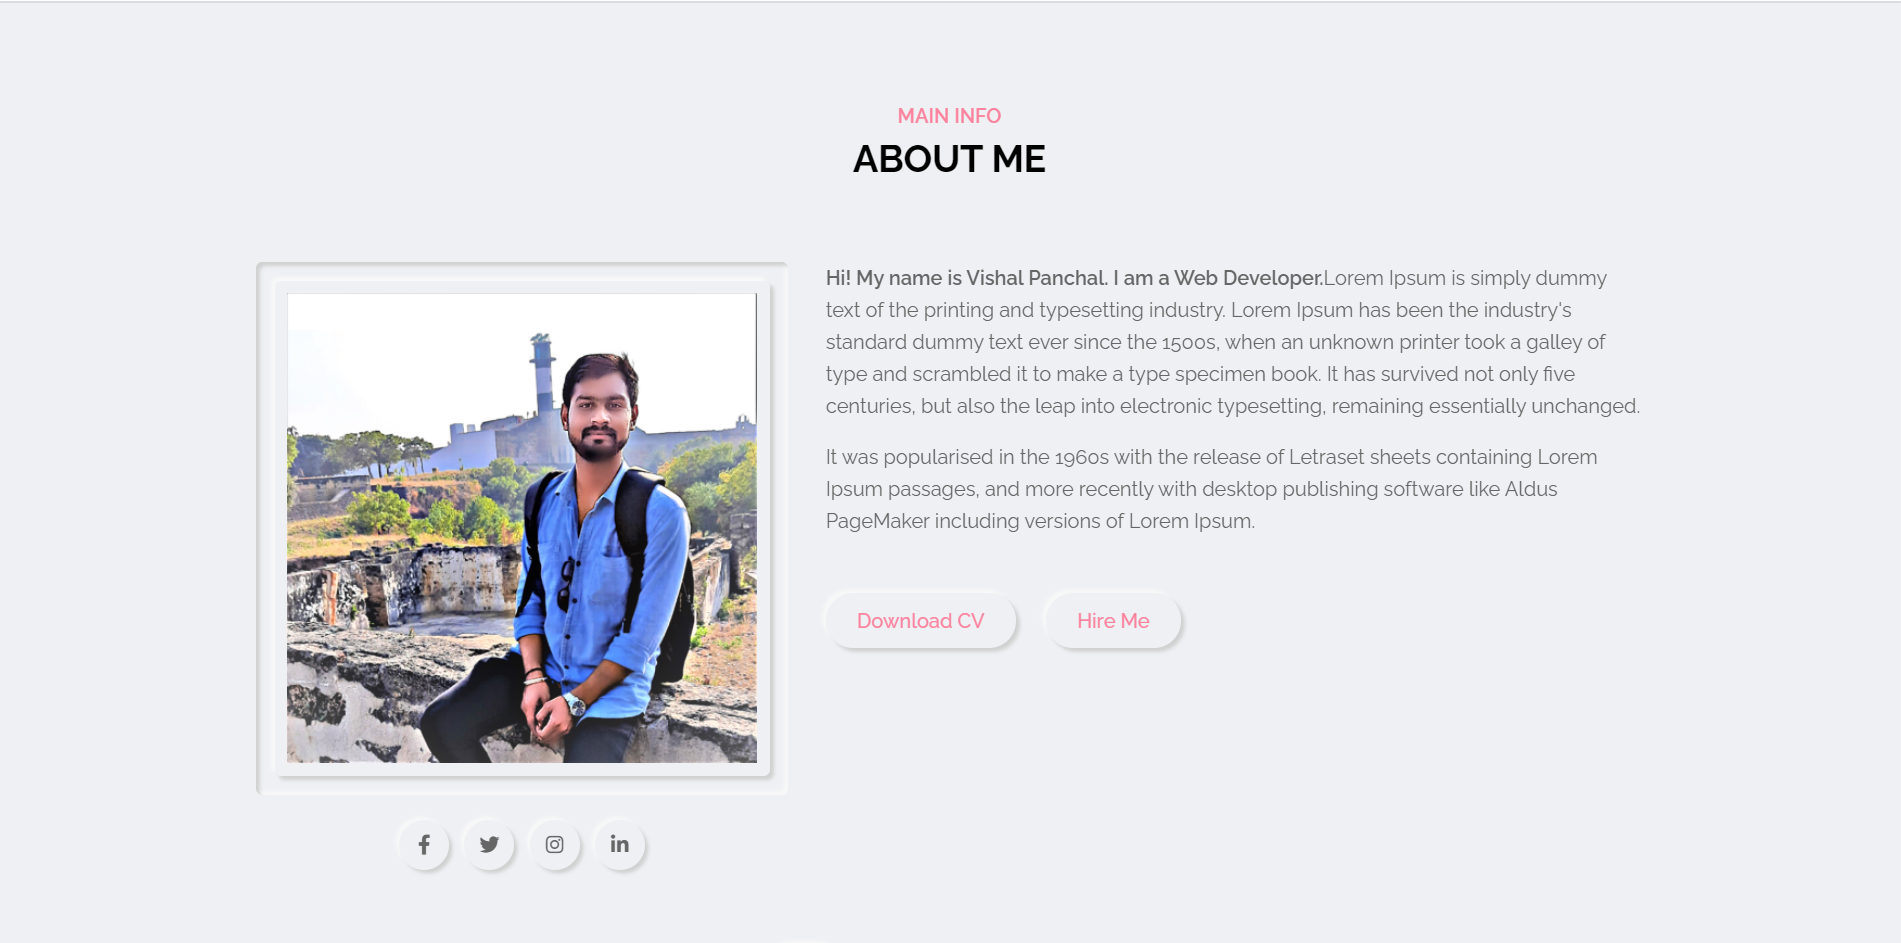 MAIN INFO
ABOUT ME
Hi! My name is Vishal Panchal. I am a Web Developer.Lorem Ipsum is simply dummy
text of the printing and typesetting industry. Lorem Ipsum has been the industry's
standard dummy text ever since the 1500s, when an unknown printer took a galley of
type and scrambled it to make a type specimen book. It has survived not only five
centuries, but also the leap into electronic typesetting, remaining essentially unchanged.
It was popularised in the 1960s with the release of Letraset sheets containing Lorem
Ipsum passages, and more recently with desktop publishing software like Aldus
PageMaker including versions of Lorem Ipsum.
Download CV
Hire Me